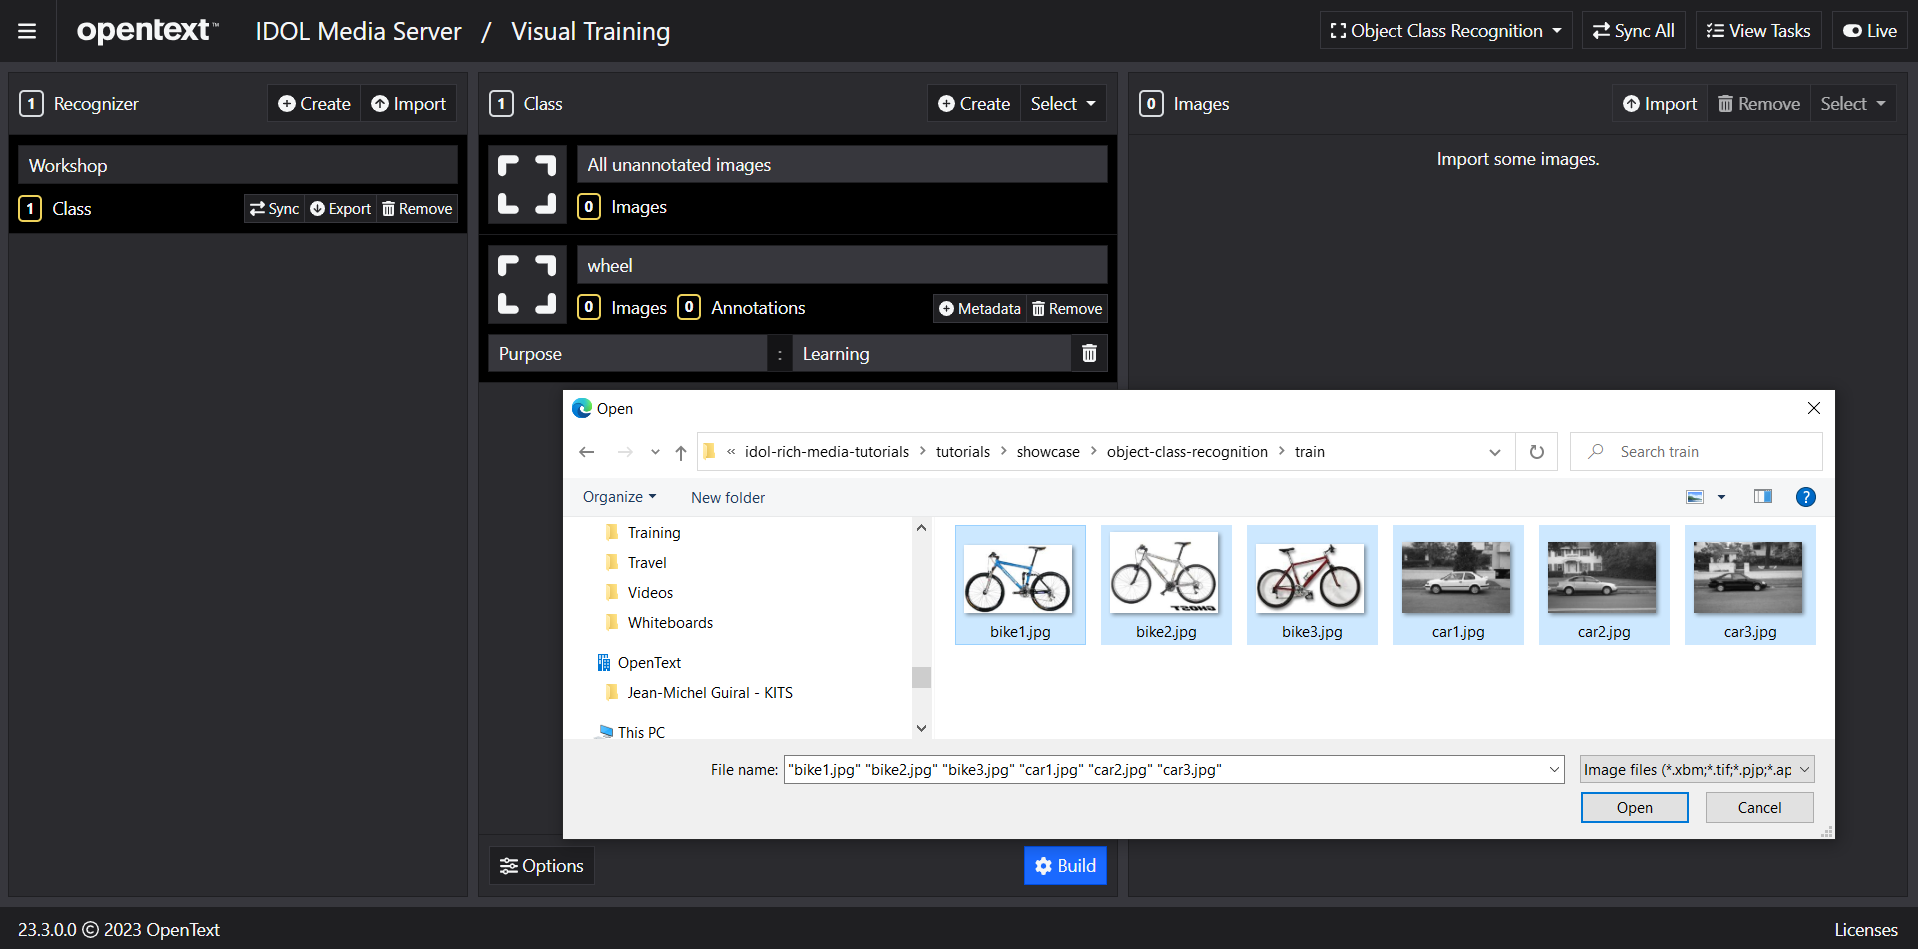 opentext™ IDOL Media Server / Visual Training Object Class Recognition Sync All View Tasks Live
1 Recognizer Create Import
Workshop
1 Class Sync Export Remove
1 Class Create Select
All unannotated images
0 Images
wheel
0 Images 0 Annotations Metadata Remove
Purpose : Learning
0 Images Import Remove Select
Import some images.
Open
« idol-rich-media-tutorials > tutorials > showcase > object-class-recognition > train
Search train
Organize New folder
Training
Travel
Videos
Whiteboards
OpenText
Jean-Michel Guiral - KITS
This PC
GHOST
bike1.jpg bike2.jpg bike3.jpg car1.jpg car2.jpg car3.jpg
File name: "bike1.jpg" "bike2.jpg" "bike3.jpg" "car1.jpg" "car2.jpg" "car3.jpg"
Image files (*.xbm;*.tif;*.pjp;*.ap
Open Cancel
Options Build
23.3.0.0 © 2023 OpenText Licenses